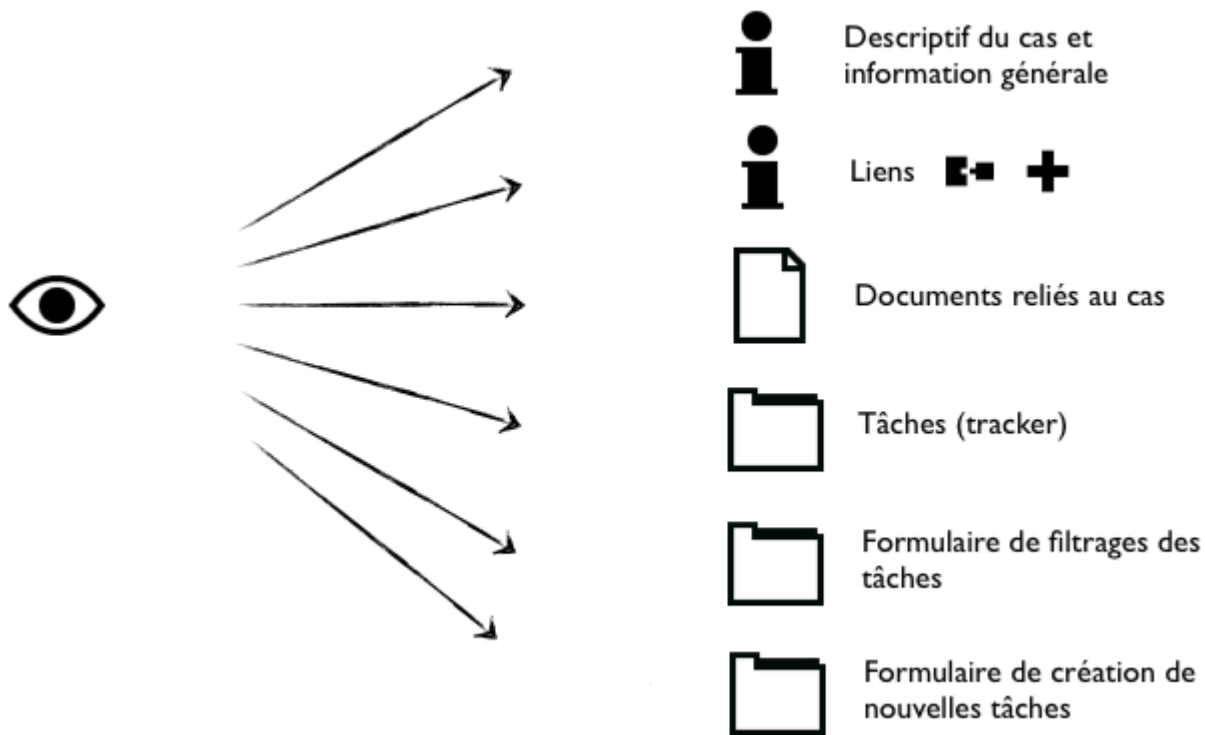 Descriptif du cas et
information générale
Liens
Documents reliés au cas
Tâches (tracker)
Formulaire de filtrages des
tâches
Formulaire de création de
nouvelles tâches